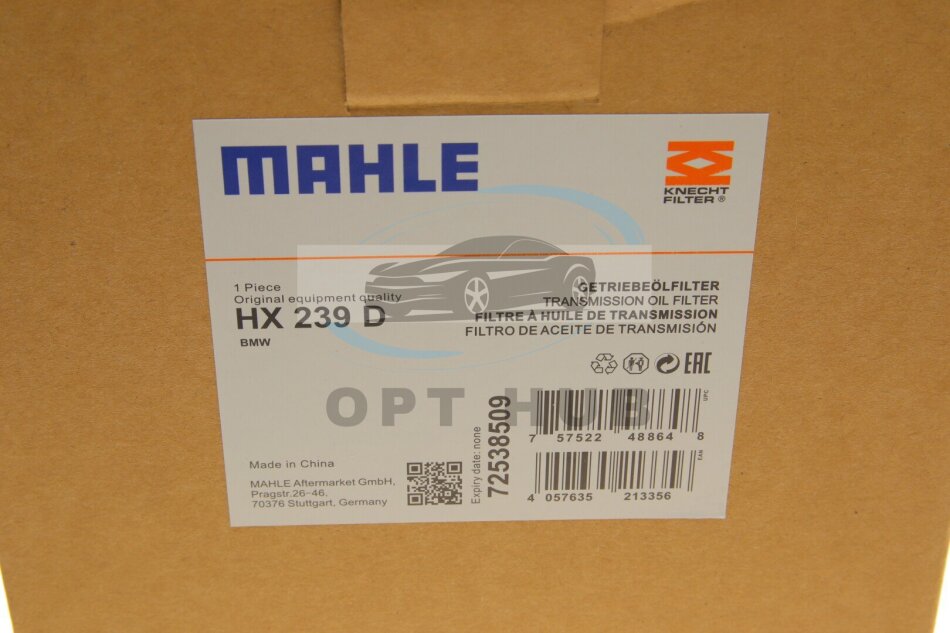 MAHLE
KNECHT
FILTER®
1 Piece
Original equipment quality
HX 239 D
BMW
GETRIEBEÖLFILTER
TRANSMISSION OIL FILTER
FILTRE À HUILE DE TRANSMISSION
FILTRO DE ACEITE DE TRANSMISIÓN
EAC
OPT HUB
Made in China
MAHLE Aftermarket GmbH,
Pragstr.26-46,
70376 Stuttgart, Germany
Expiry date: none
72538509
UPC
7 57522 48864 8
EAN
4 057635 213356